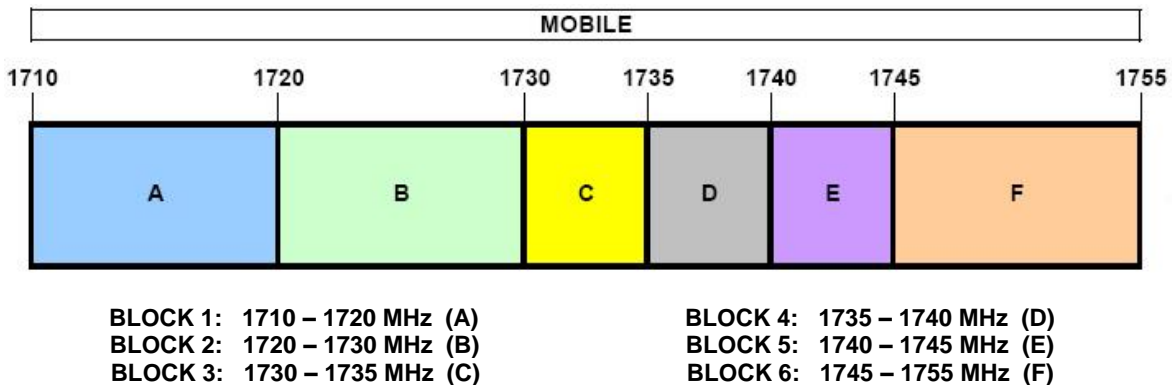 MOBILE
1710 1720 1730 1735 1740 1745 1755
A B C D E F
BLOCK 1: 1710 – 1720 MHz (A)
BLOCK 2: 1720 – 1730 MHz (B)
BLOCK 3: 1730 – 1735 MHz (C)
BLOCK 4: 1735 – 1740 MHz (D)
BLOCK 5: 1740 – 1745 MHz (E)
BLOCK 6: 1745 – 1755 MHz (F)